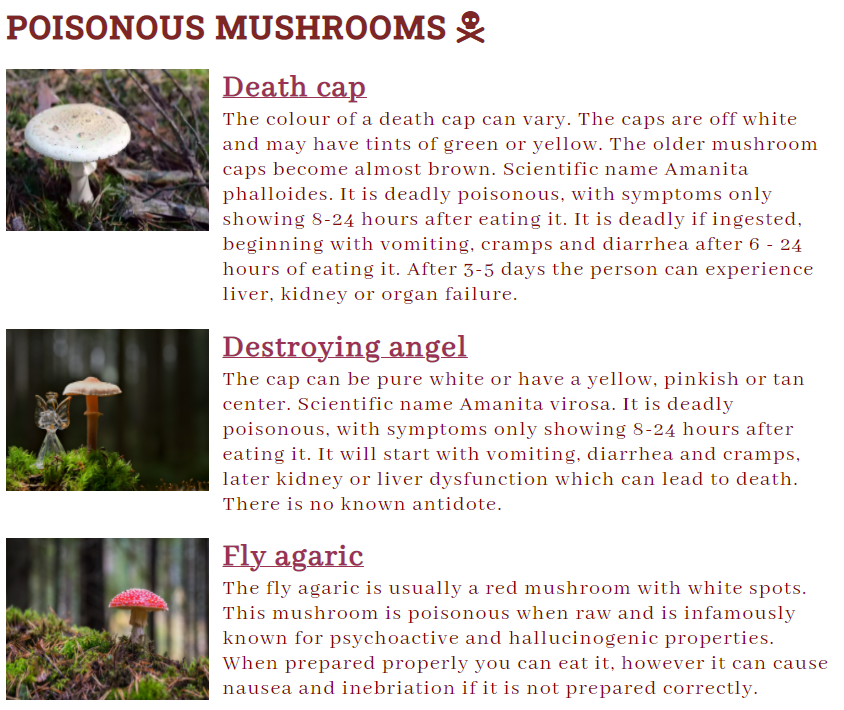 POISONOUS MUSHROOMS
Death cap
The colour of a death cap can vary. The caps are off white
and may have tints of green or yellow. The older mushroom
caps become almost brown. Scientific name Amanita
phalloides. It is deadly poisonous, with symptoms only
showing 8-24 hours after eating it. It is deadly if ingested,
beginning with vomiting, cramps and diarrhea after 6 - 24
hours of eating it. After 3-5 days the person can experience
liver, kidney or organ failure.
Destroying angel
The cap can be pure white or have a yellow, pinkish or tan
center. Scientific name Amanita virosa. It is deadly
poisonous, with symptoms only showing 8-24 hours after
eating it. It will start with vomiting, diarrhea and cramps,
later kidney or liver dysfunction which can lead to death.
There is no known antidote.
Fly agaric
The fly agaric is usually a red mushroom with white spots.
This mushroom is poisonous when raw and is infamously
known for psychoactive and hallucinogenic properties.
When prepared properly you can eat it, however it can cause
nausea and inebriation if it is not prepared correctly.